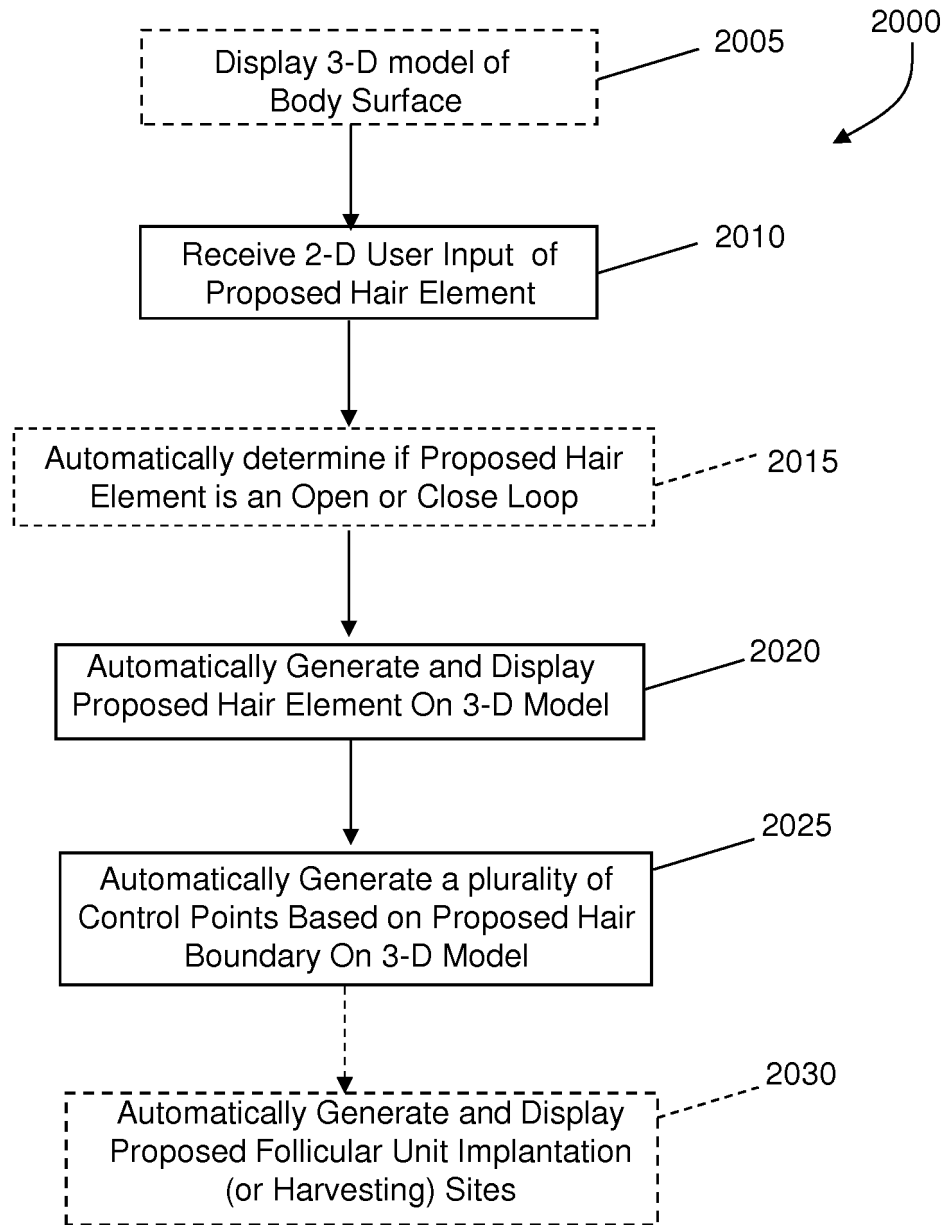 2000
Display 3-D model of
Body Surface
2005
Receive 2-D User Input of
Proposed Hair Element
2010
Automatically determine if Proposed Hair
Element is an Open or Close Loop
2015
Automatically Generate and Display
Proposed Hair Element On 3-D Model
2020
Automatically Generate a plurality of
Control Points Based on Proposed Hair
Boundary On 3-D Model
2025
Automatically Generate and Display
Proposed Follicular Unit Implantation
(or Harvesting) Sites
2030